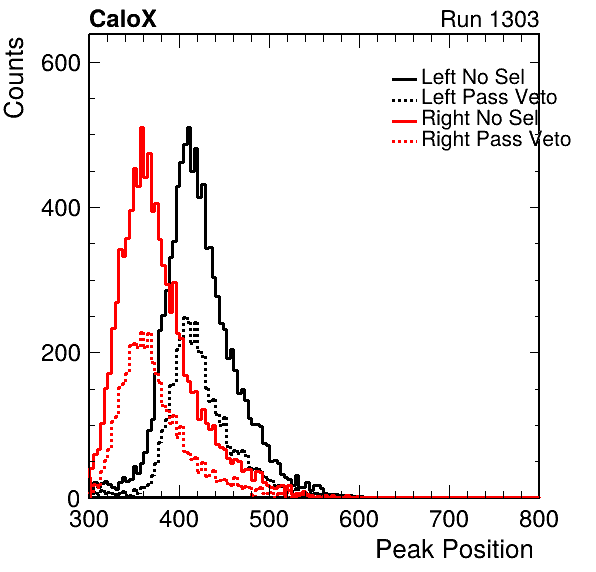 CaloX
Run 1303
Counts
600
400
200
0
Left No Sel
Left Pass Veto
Right No Sel
Right Pass Veto
300 400 500 600 700 800
Peak Position